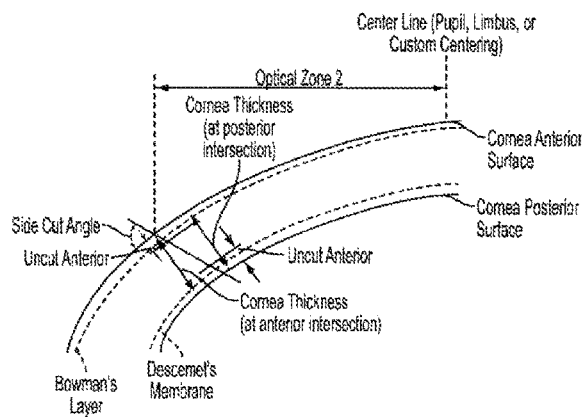 Center Line (Pupil, Limbus, or
Custom Centering)
Optical Zone 2
Cornea Thickness
(at posterior
intersection)
Cornea Anterior
Surface
Cornea Posterior
Surface
Side Cut Angle
Uncut Anterior
Uncut Anterior
Cornea Thickness
(at anterior intersection)
Bowman's
Layer
Descemet's
Membrane